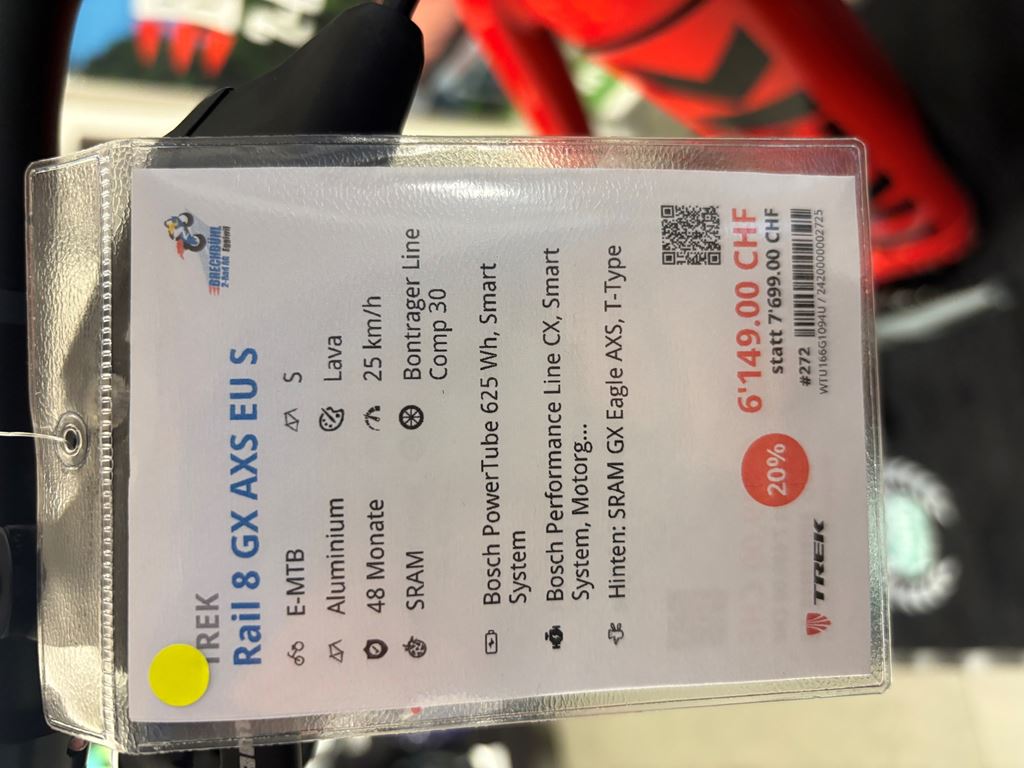 TREK
Rail 8 GX AXS EU S
BRECHBÜHL
E-MTB
S
Aluminium
Lava
48 Monate
25 km/h
SRAM
Bontrager Line
Comp 30
Bosch PowerTube 625 Wh, Smart
System
Bosch Performance Line CX, Smart
System, Motorg...
Hinten: SRAM GX Eagle AXS, T-Type
TREK
20%
6'149.00 CHF
statt 7'699.00 CHF
#272
WTU166G1094U / 2420000002725